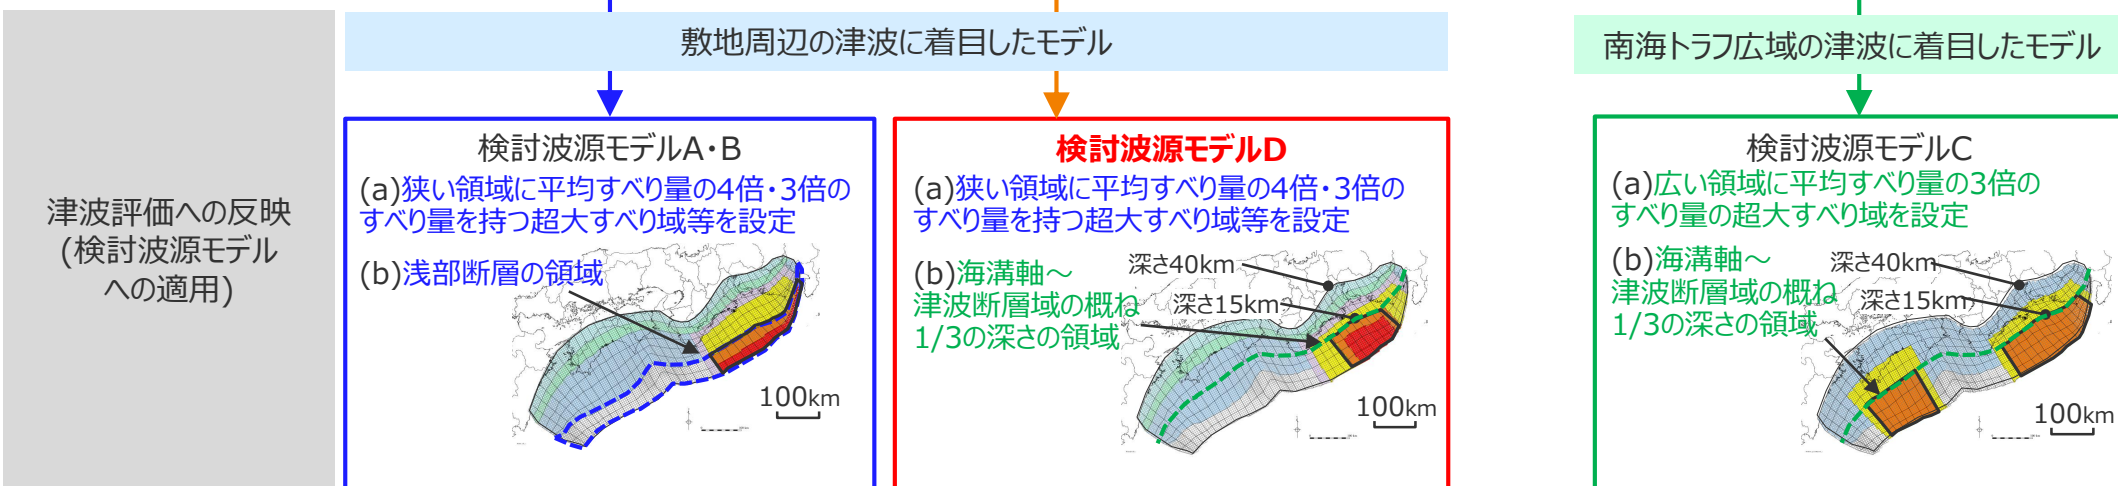 敷地周辺の津波に着目したモデル
南海トラフ広域の津波に着目したモデル
津波評価への反映
(検討波源モデル
への適用)
検討波源モデルA・B
(a)狭い領域に平均すべり量の4倍・3倍の
すべり量を持つ超大すべり域等を設定
(b)浅部断層の領域
100km
検討波源モデルD
(a)狭い領域に平均すべり量の4倍・3倍の
すべり量を持つ超大すべり域等を設定
(b)海溝軸～
津波断層域の概ね
1/3の深さの領域
深さ40km
深さ15km
100km
検討波源モデルC
(a)広い領域に平均すべり量の3倍の
すべり量の超大すべり域を設定
(b)海溝軸～
津波断層域の概ね
1/3の深さの領域
深さ40km
深さ15km
100km